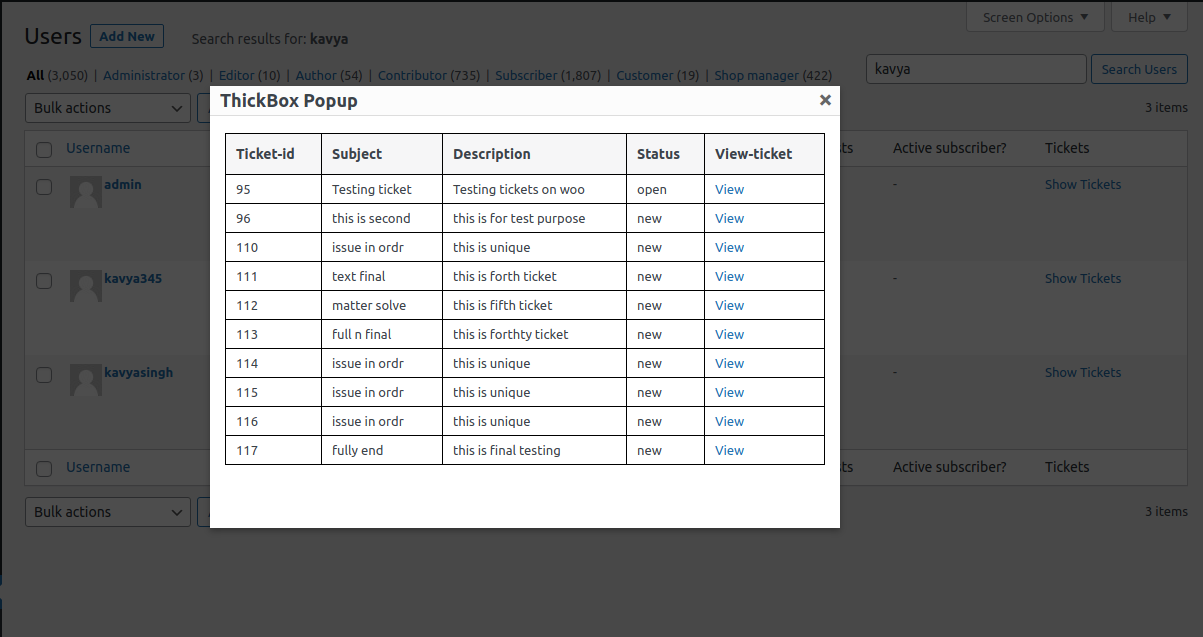 Screen Options Help
Users Add New Search results for: kavya
All (3,050) | Administrator (3) | Editor (10) | Author (54) | Contributor (735) | Subscriber (1,807) | Customer (19) | Shop manager (422)
kavya Search Users
Bulk actions
3 items
ThickBox Popup
Username Active subscriber? Tickets
Ticket-id Subject Description Status View-ticket
admin - Show Tickets
95 Testing ticket Testing tickets on woo open View
96 this is second this is for test purpose new View
110 issue in ordr this is unique new View
kavya345 - Show Tickets
111 text final this is forth ticket new View
112 matter solve this is fifth ticket new View
113 full n final this is forthty ticket new View
kavyasingh - Show Tickets
114 issue in ordr this is unique new View
115 issue in ordr this is unique new View
116 issue in ordr this is unique new View
117 fully end this is final testing new View
Username Active subscriber? Tickets
Bulk actions
3 items